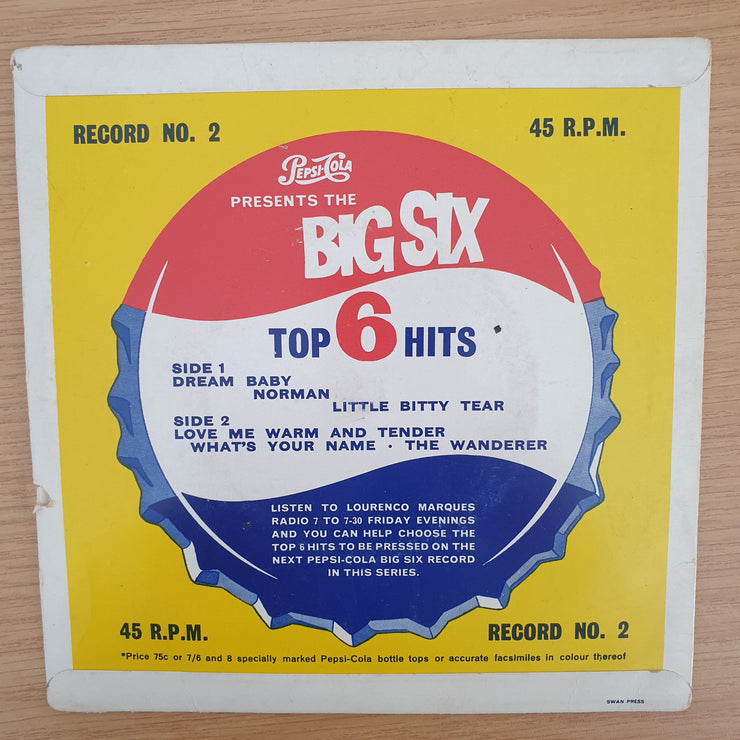 RECORD NO. 2
45 R.P.M.
PEPSI-COLA
PRESENTS THE
BIG SIX
TOP 6 HITS
SIDE 1
DREAM BABY
NORMAN
LITTLE BITTY TEAR
SIDE 2
LOVE ME WARM AND TENDER
WHAT'S YOUR NAME · THE WANDERER
LISTEN TO LOURENCO MARQUES
RADIO 7 TO 7-30 FRIDAY EVENINGS
AND YOU CAN HELP CHOOSE THE
TOP 6 HITS TO BE PRESSED ON THE
NEXT PEPSI-COLA BIG SIX RECORD
IN THIS SERIES.
45 R.P.M.
RECORD NO. 2
*Price 75c or 7/6 and 8 specially marked Pepsi-Cola bottle tops or accurate facsimiles in colour thereof
SWAN PRESS